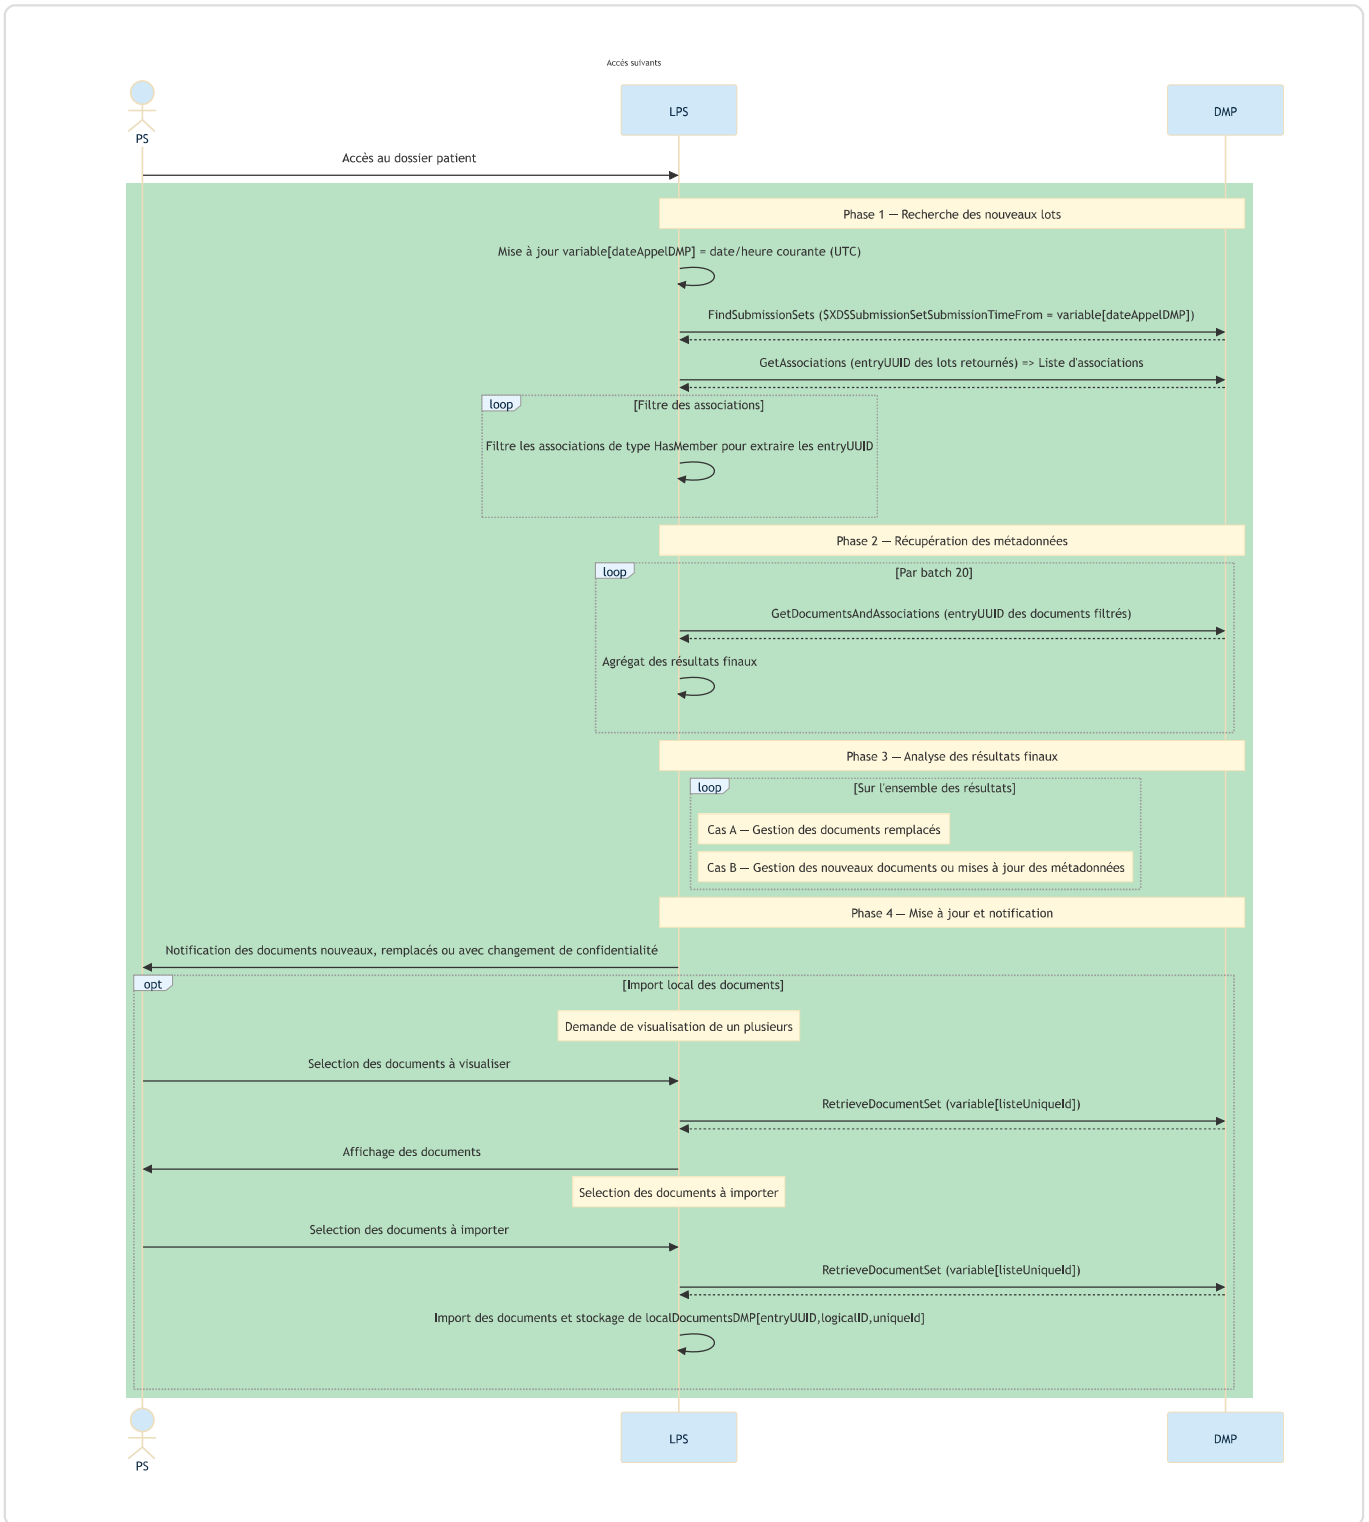 Accès suivants
PS
LPS
DMP
Accès au dossier patient
Phase 1 — Recherche des nouveaux lots
Mise à jour variable[dateAppelDMP] = date/heure courante (UTC)
FindSubmissionSets ($XDSSubmissionSetSubmissionTimeFrom = variable[dateAppelDMP])
GetAssociations (entryUUID des lots retournés) => Liste d'associations
loop
[Filtre des associations]
Filtre les associations de type HasMember pour extraire les entryUUID
Phase 2 — Récupération des métadonnées
loop
[Par batch 20]
GetDocumentsAndAssociations (entryUUID des documents filtrés)
Agrégat des résultats finaux
Phase 3 — Analyse des résultats finaux
loop
[Sur l'ensemble des résultats]
Cas A — Gestion des documents remplacés
Cas B — Gestion des nouveaux documents ou mises à jour des métadonnées
Phase 4 — Mise à jour et notification
Notification des documents nouveaux, remplacés ou avec changement de confidentialité
opt
[Import local des documents]
Demande de visualisation de un plusieurs
Selection des documents à visualiser
RetrieveDocumentSet (variable[listeUniqueId])
Affichage des documents
Selection des documents à importer
Selection des documents à importer
RetrieveDocumentSet (variable[listeUniqueId])
Import des documents et stockage de localDocumentsDMP[entryUUID,logicalID,uniqueId]
PS
LPS
DMP